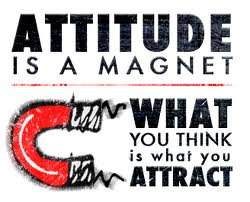 ATTITUDE
IS A MAGNET
WHAT
YOU THINK
is what you
ATTRACT